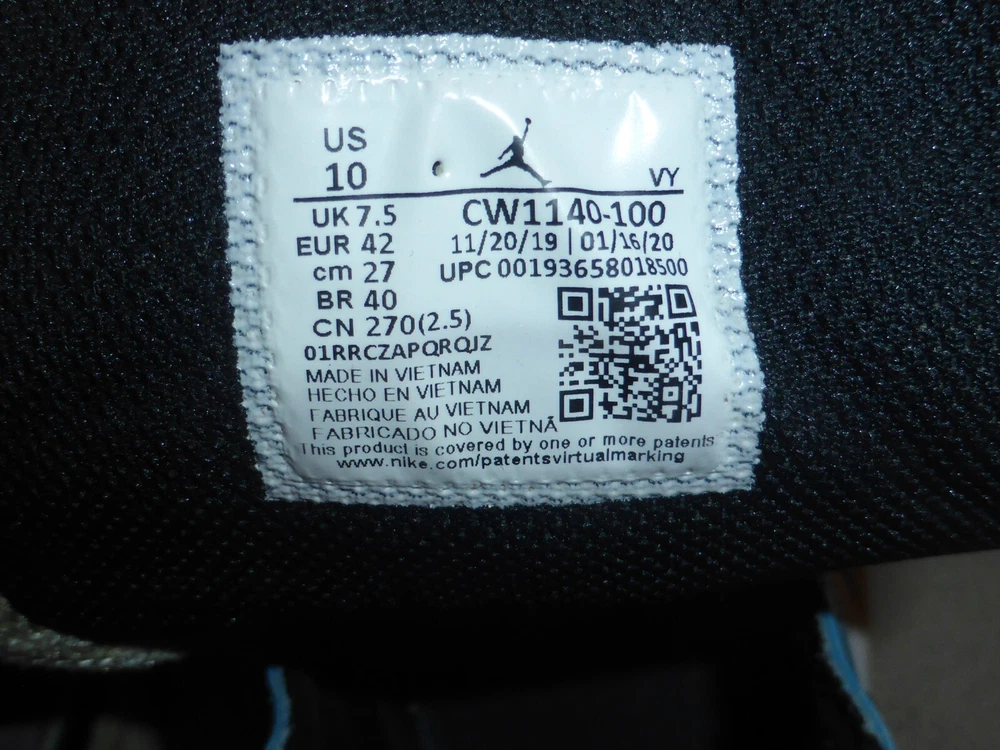 US
10
VY
UK 7.5
CW1140-100
EUR 42
11/20/19 | 01/16/20
cm 27
UPC 00193658018500
BR 40
CN 270(2.5)
01RRCZAPQRQJZ
MADE IN VIETNAM
HECHO EN VIETNAM
FABRIQUE AU VIETNAM
FABRICADO NO VIETNÃ
This product is covered by one or more patents
www.nike.com/patentsvirtualmarking